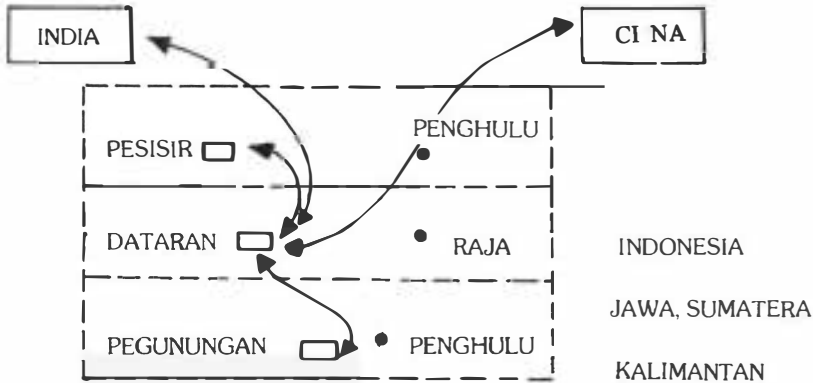 INDIA
CI NA
PENGHULU
PESISIR
DATARAN
RAJA
INDONESIA
JAWA, SUMATERA
PEGUNUNGAN
PENGHULU
KALIMANTAN